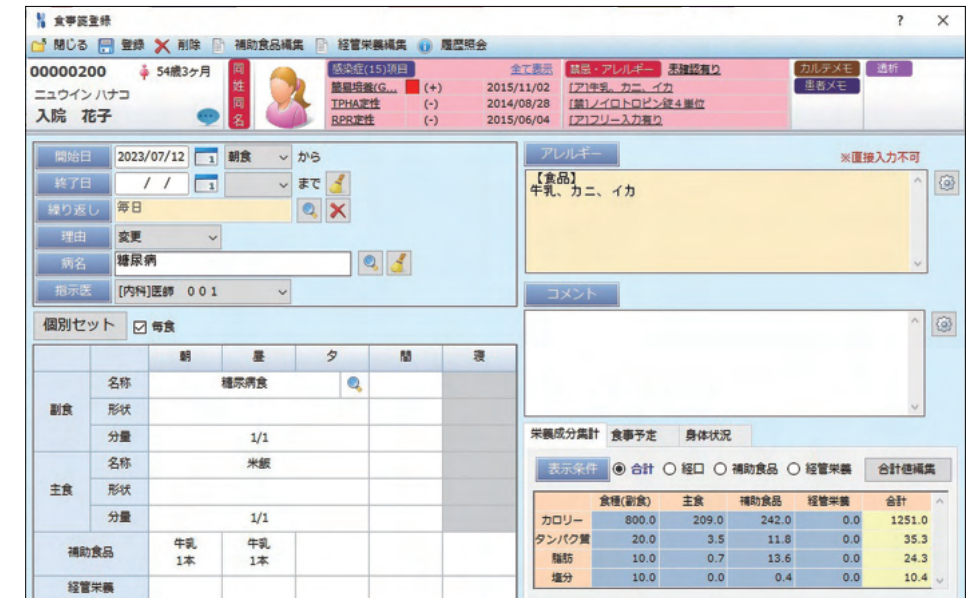 食事箋登録 ? ×
閉じる 登録 削除 補助食品編集 経管栄養編集 履歴照会
00000200 54歳3ヶ月
ニュウイン ハナコ
入院 花子
同姓同名
感染症(15)項目 全て表示
簡易培養(G... (+) 2015/11/02
TPHA定性 (-) 2014/08/28
RPR定性 (-) 2015/06/04
禁忌・アレルギー 未確認有り
[ア]牛乳、カニ、イカ
[禁]ノイロトロピン錠4単位
[ア]フリー入力有り
カルテメモ 透析
患者メモ
開始日 2023/07/12 1 朝食 から
終了日 / / 1 まで
繰り返し 毎日
理由 変更
病名 糖尿病
指示医 [内科]医師 001
個別セット 毎食
朝 昼 夕 間 寝
副食 名称 糖尿病食
形状
分量 1/1
主食 名称 米飯
形状
分量 1/1
補助食品 牛乳 牛乳
1本 1本
経管栄養
アレルギー ※直接入力不可
【食品】
牛乳、カニ、イカ
コメント
栄養成分集計 食事予定 身体状況
表示条件 合計 経口 補助食品 経管栄養 合計値編集
食種(副食) 主食 補助食品 経管栄養 合計
カロリー 800.0 209.0 242.0 0.0 1251.0
タンパク質 20.0 3.5 11.8 0.0 35.3
脂肪 10.0 0.7 13.6 0.0 24.3
塩分 10.0 0.0 0.4 0.0 10.4